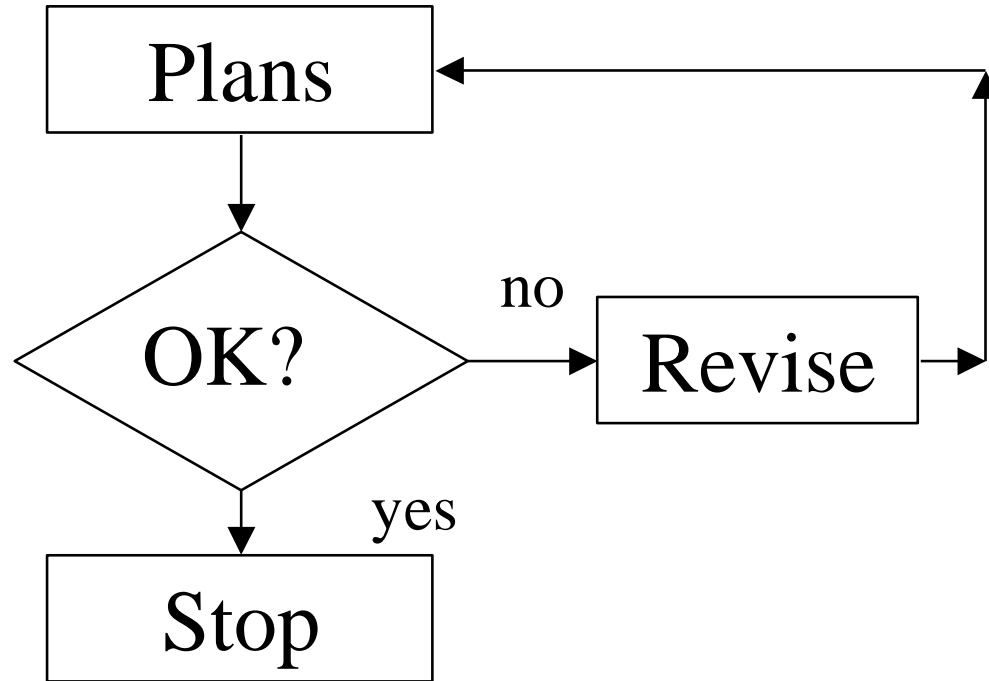 Plans
OK?
no
Revise
yes
Stop